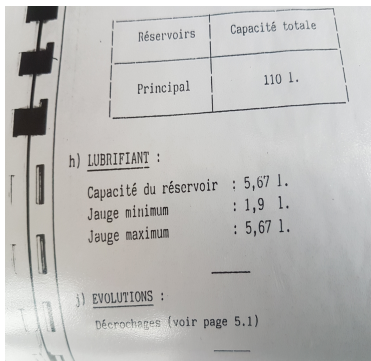 Réservoirs Capacité totale
Principal 110 l.
h) LUBRIFIANT :
Capacité du réservoir : 5,67 l.
Jauge minimum : 1,9 l.
Jauge maximum : 5,67 l.
j) EVOLUTIONS :
Décrochages (voir page 5.1)